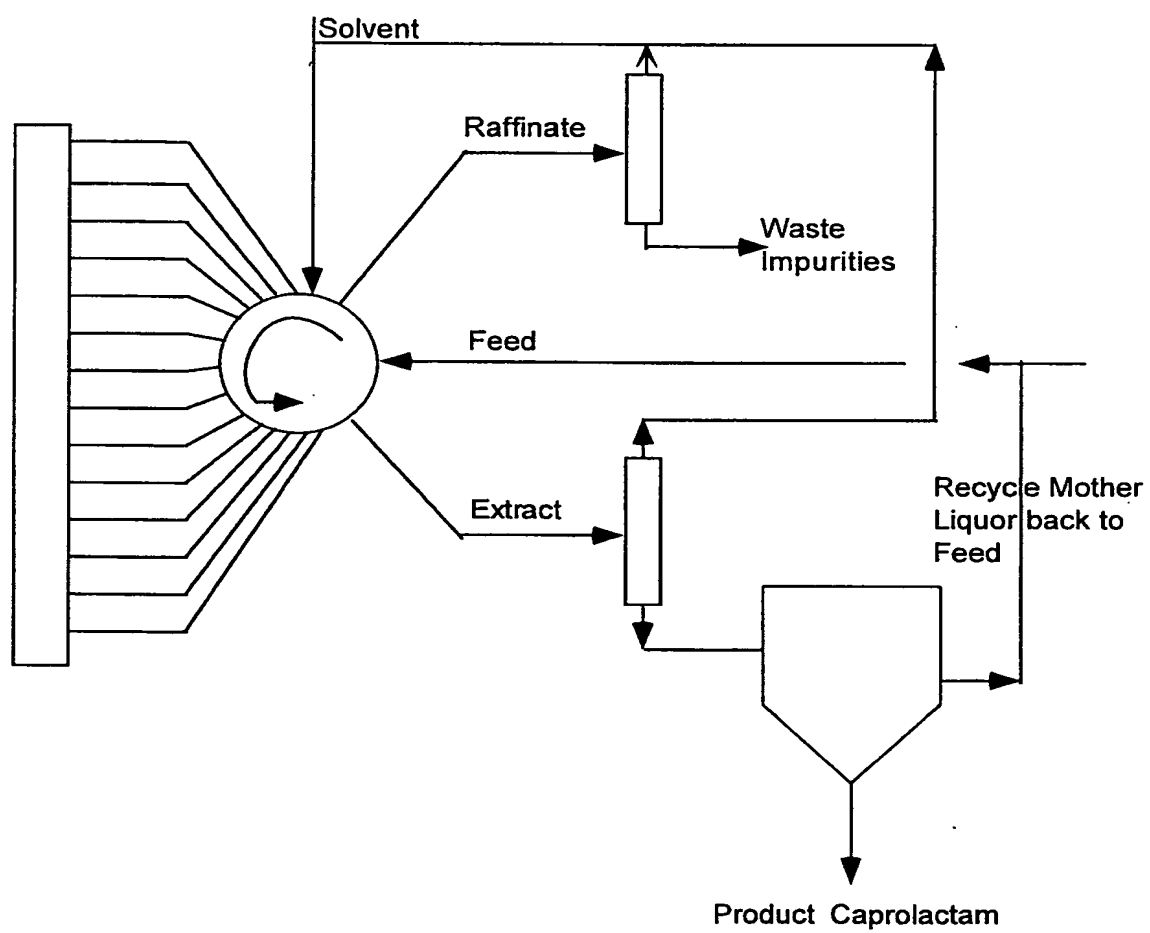 Solvent
Raffinate
Waste
Impurities
Feed
Extract
Recycle Mother
Liquor back to
Feed
Product Caprolactam